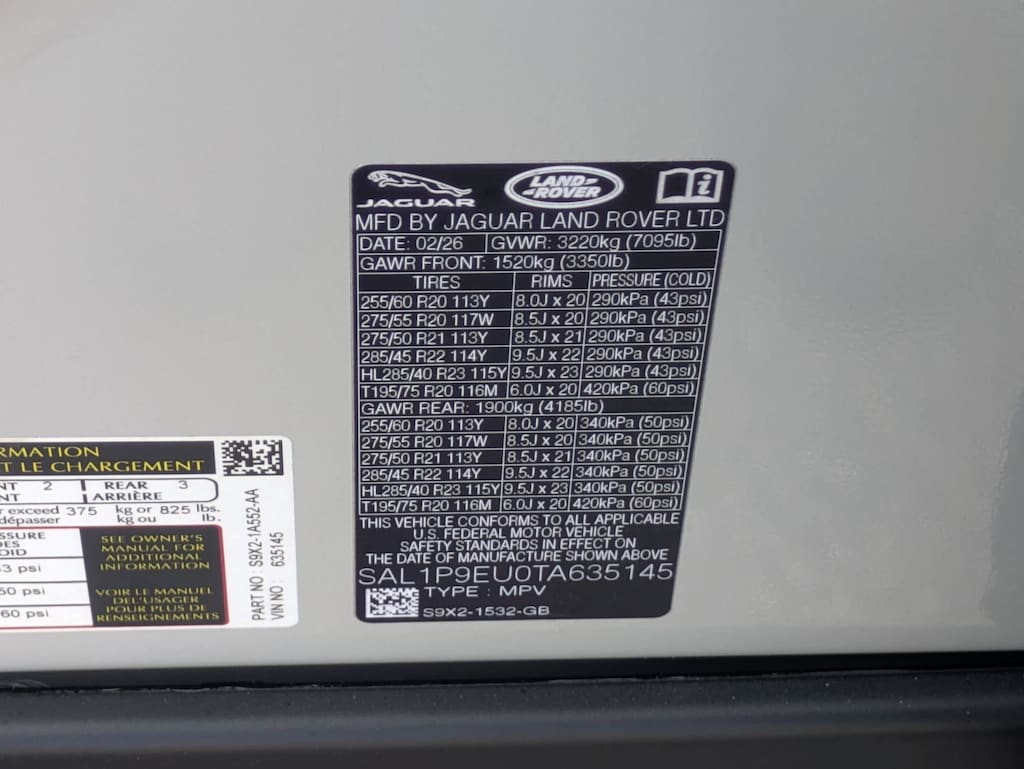 JAGUAR
LAND-
-ROVER
i
MFD BY JAGUAR LAND ROVER LTD
DATE: 02/26 GVWR: 3220kg (7095lb)
GAWR FRONT: 1520kg (3350lb)
TIRES RIMS PRESSURE (COLD)
255/60 R20 113Y 8.0J x 20 290kPa (43psi)
275/55 R20 117W 8.5J x 20 290kPa (43psi)
275/50 R21 113Y 8.5J x 21 290kPa (43psi)
285/45 R22 114Y 9.5J x 22 290kPa (43psi)
HL285/40 R23 115Y 9.5J x 23 290kPa (43psi)
T195/75 R20 116M 6.0J x 20 420kPa (60psi)
GAWR REAR: 1900kg (4185lb)
255/60 R20 113Y 8.0J x 20 340kPa (50psi)
275/55 R20 117W 8.5J x 20 340kPa (50psi)
275/50 R21 113Y 8.5J x 21 340kPa (50psi)
285/45 R22 114Y 9.5J x 22 340kPa (50psi)
HL285/40 R23 115Y 9.5J x 23 340kPa (50psi)
T195/75 R20 116M 6.0J x 20 420kPa (60psi)
THIS VEHICLE CONFORMS TO ALL APPLICABLE
U.S. FEDERAL MOTOR VEHICLE
SAFETY STANDARDS IN EFFECT ON
THE DATE OF MANUFACTURE SHOWN ABOVE
SAL1P9EU0TA635145
TYPE : MPV
S9X2-1532-GB
RMATION
T LE CHARGEMENT
NT 2 REAR 3
NT ARRIÈRE
r exceed 375 kg or 825 lbs.
dépasser kg ou lb.
SSURE
DES
OID
3 psi
50 psi
60 psi
SEE OWNER'S
MANUAL FOR
ADDITIONAL
INFORMATION
VOIR LE MANUEL
DEL'USAGER
POUR PLUS DE
RENSEIGNEMENTS
PART NO : S9X2-1A552-AA
VIN NO : 635145